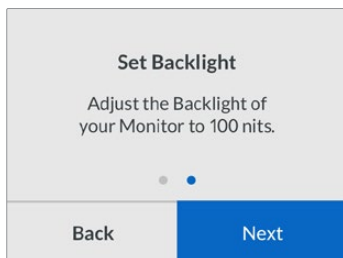 Set Backlight
Adjust the Backlight of
your Monitor to 100 nits.
Back
Next